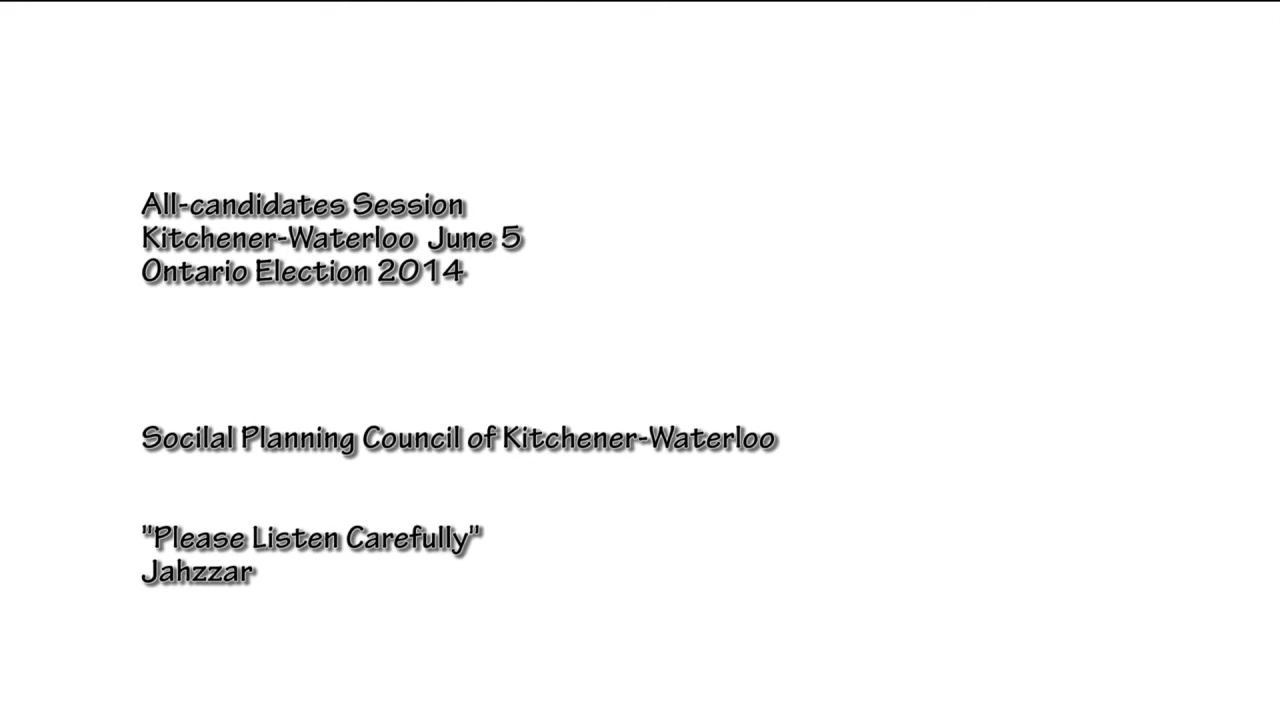 All-candidates Session
Kitchener-Waterloo June 5
Ontario Election 2014
Socilal Planning Council of Kitchener-Waterloo
"Please Listen Carefully"
Jahzzar